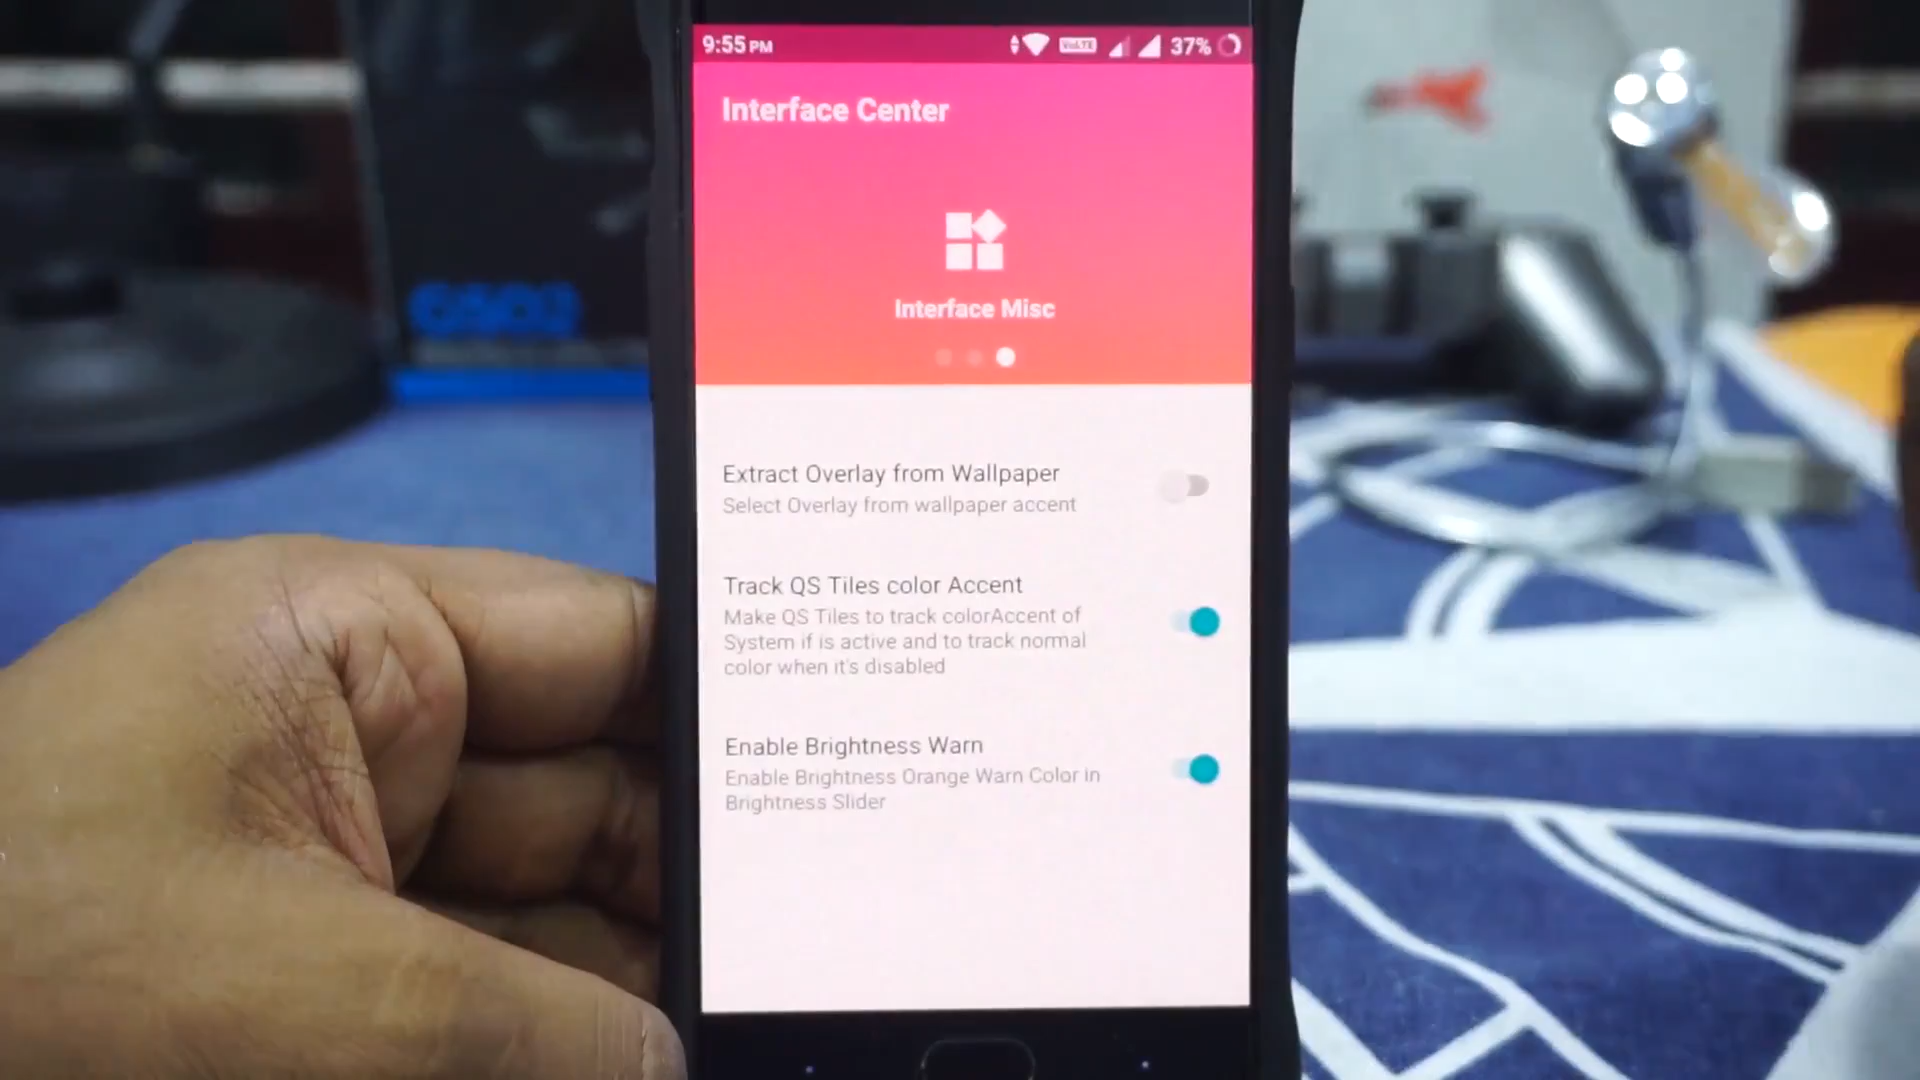 9:55 PM VoLTE 37%
Interface Center
Interface Misc
Extract Overlay from Wallpaper
Select Overlay from wallpaper accent
Track QS Tiles color Accent
Make QS Tiles to track colorAccent of
System if is active and to track normal
color when it's disabled
Enable Brightness Warn
Enable Brightness Orange Warn Color in
Brightness Slider